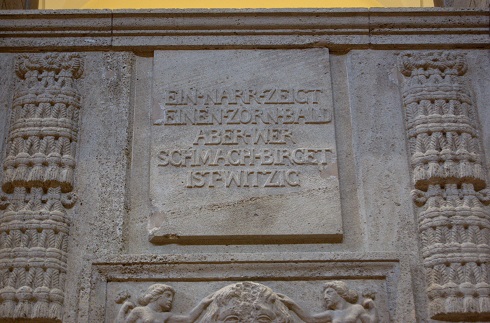 EIN·NARR·ZEIGT
SEINEN·ZORN·BALD
ABER·WER
SCHMACH·BIRGET
IST·WITZIG